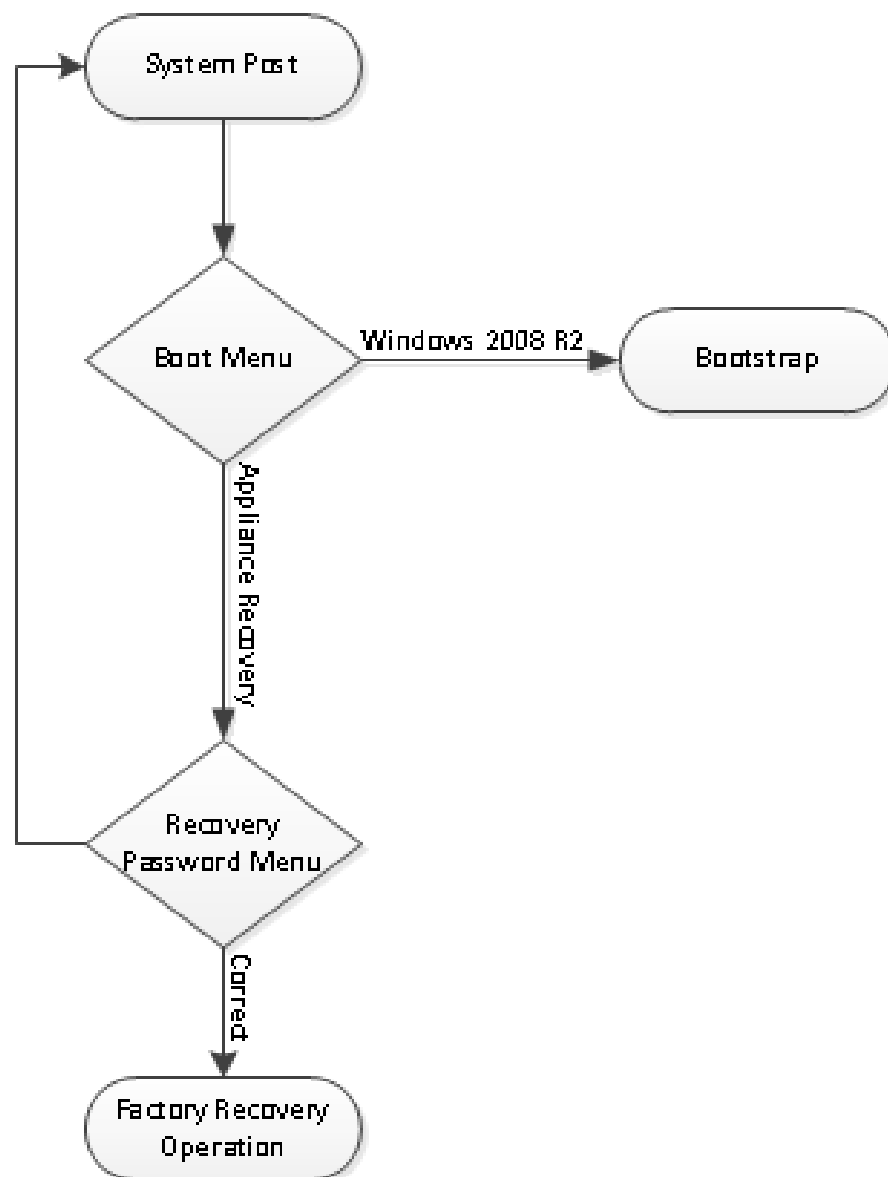 System Post
Boot Menu
Windows 2008 R2
Bootstrap
Appliance Recovery
Recovery
Password Menu
Correct
Factory Recovery
Operation